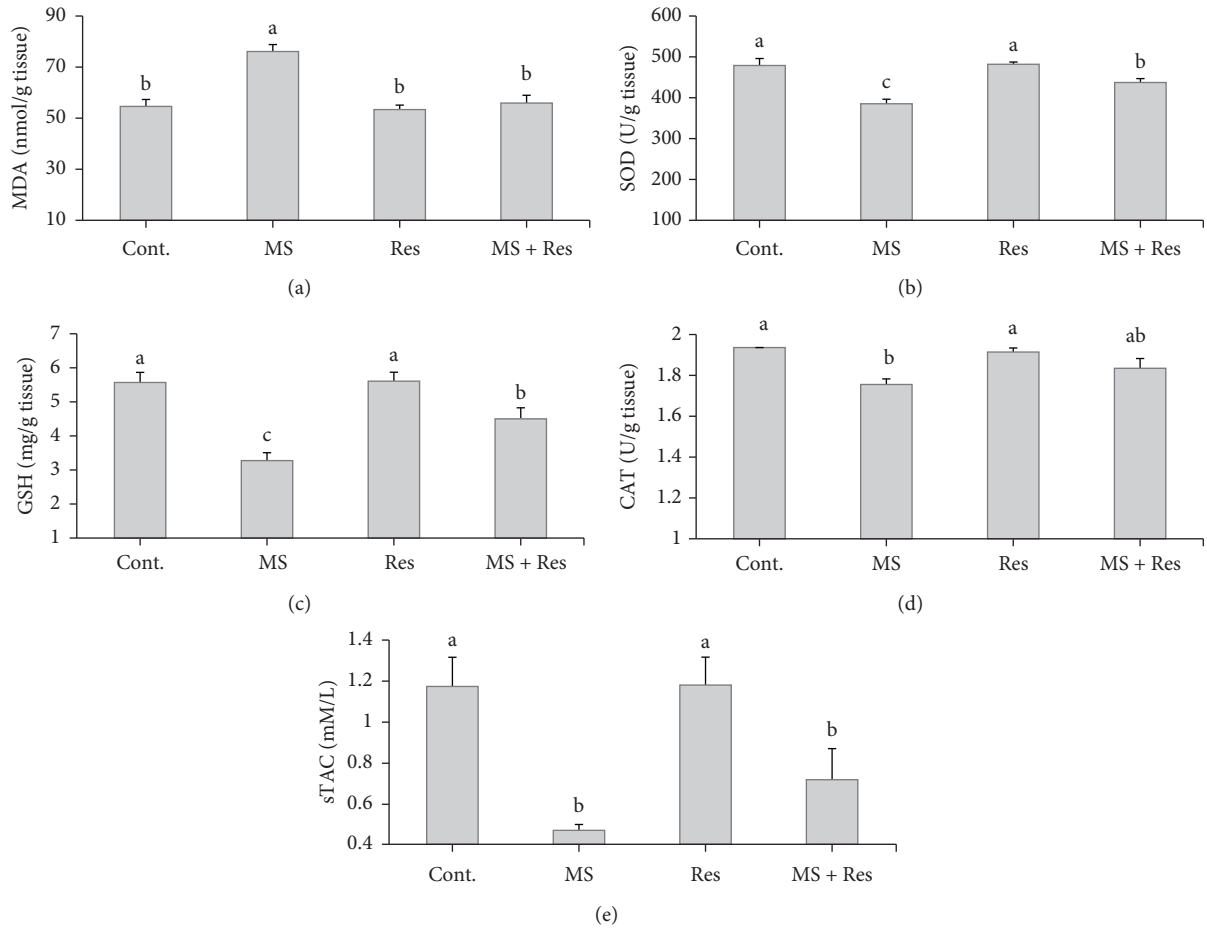 MDA (nmol/g tissue)
90
70
50
30
10
b
a
b
b
Cont.
MS
Res
MS + Res
(a)
SOD (U/g tissue)
600
500
400
300
200
100
a
c
a
b
Cont.
MS
Res
MS + Res
(b)
GSH (mg/g tissue)
7
6
5
4
3
2
1
a
c
a
b
Cont.
MS
Res
MS + Res
(c)
CAT (U/g tissue)
2
1.8
1.6
1.4
1.2
1
a
b
a
ab
Cont.
MS
Res
MS + Res
(d)
sTAC (mM/L)
1.4
1.2
1
0.8
0.6
0.4
a
b
a
b
Cont.
MS
Res
MS + Res
(e)